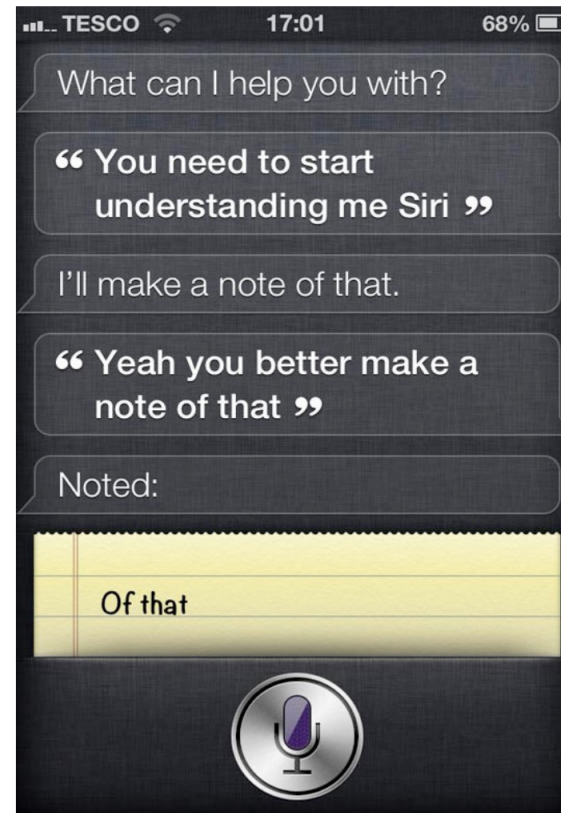 TESCO 17:01 68%
What can I help you with?
“ You need to start
understanding me Siri ”
I’ll make a note of that.
“ Yeah you better make a
note of that ”
Noted:
Of that